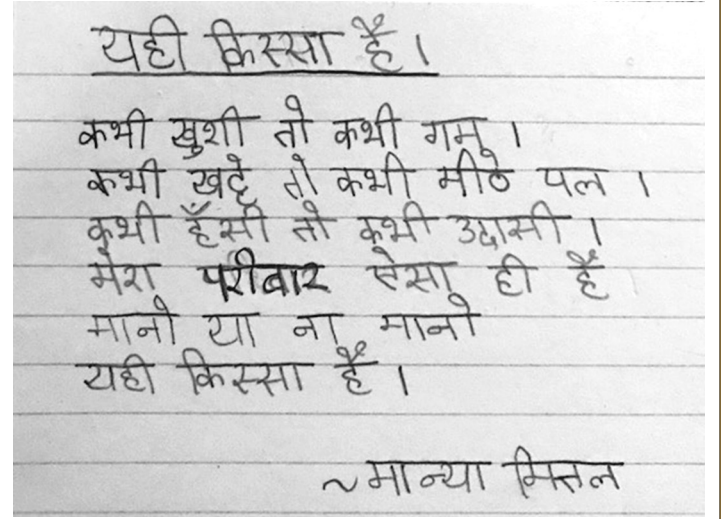 यही किस्सा है।
कभी खुशी तो कभी गम ।
कभी खट्टे तो कभी मीठे पल ।
कभी हँसी तो कभी उदासी ।
मेरा परीवार ऐसा ही है
मानो या ना मानो
यही किस्सा है ।
~मान्या मित्तल